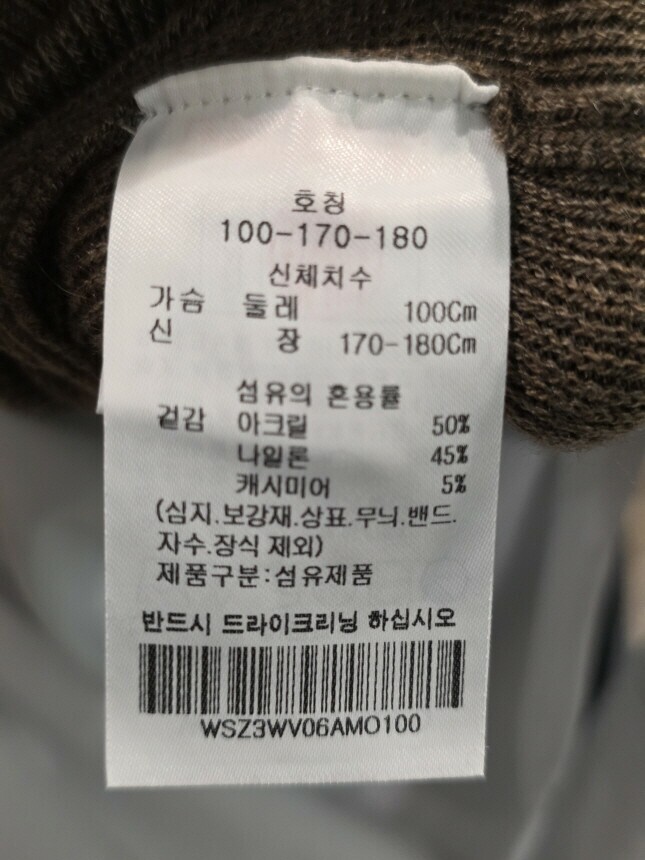 호칭
100-170-180
신체치수
가슴 둘레 100Cm
신 장 170-180Cm
섬유의 혼용률
겉감 아크릴 50%
나일론 45%
캐시미어 5%
(심지.보강재.상표.무늬.밴드.
자수.장식 제외)
제품구분:섬유제품
반드시 드라이크리닝 하십시오
WSZ3WV06AMO100